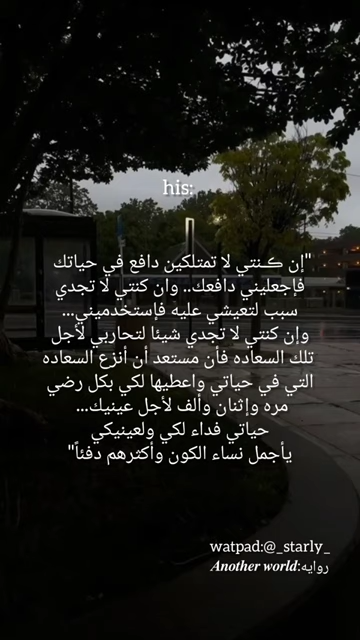 his:
"إن كـنتي لا تمتلكين دافع في حياتك
فإجعليني دافعك.. وان كنتي لا تجدي
سبب لتعيشي عليه فإستخدميني...
وإن كنتي لا تجدي شيئا لتحاربي لأجل
تلك السعاده فأن مستعد أن أنزع السعاده
التي في حياتي واعطيها لكي بكل رضي
مره وإثنان وألف لأجل عينيك...
حياتي فداء لكي ولعينيكي
يأجمل نساء الكون وأكثرهم دفئاً"
watpad:@_starly_
روايه:Another world